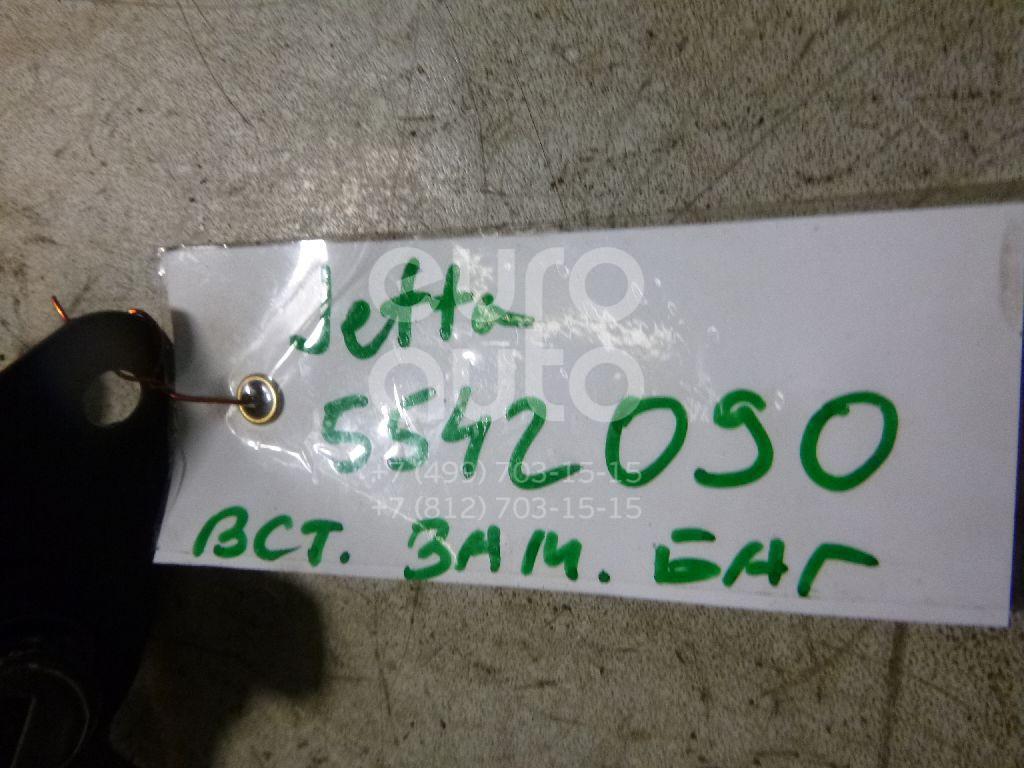 Jetta
euro
auto
5542090
+7 (499) 703-15-15
+7 (812) 703-15-15
ВСТ. ЗАМ. БАГ